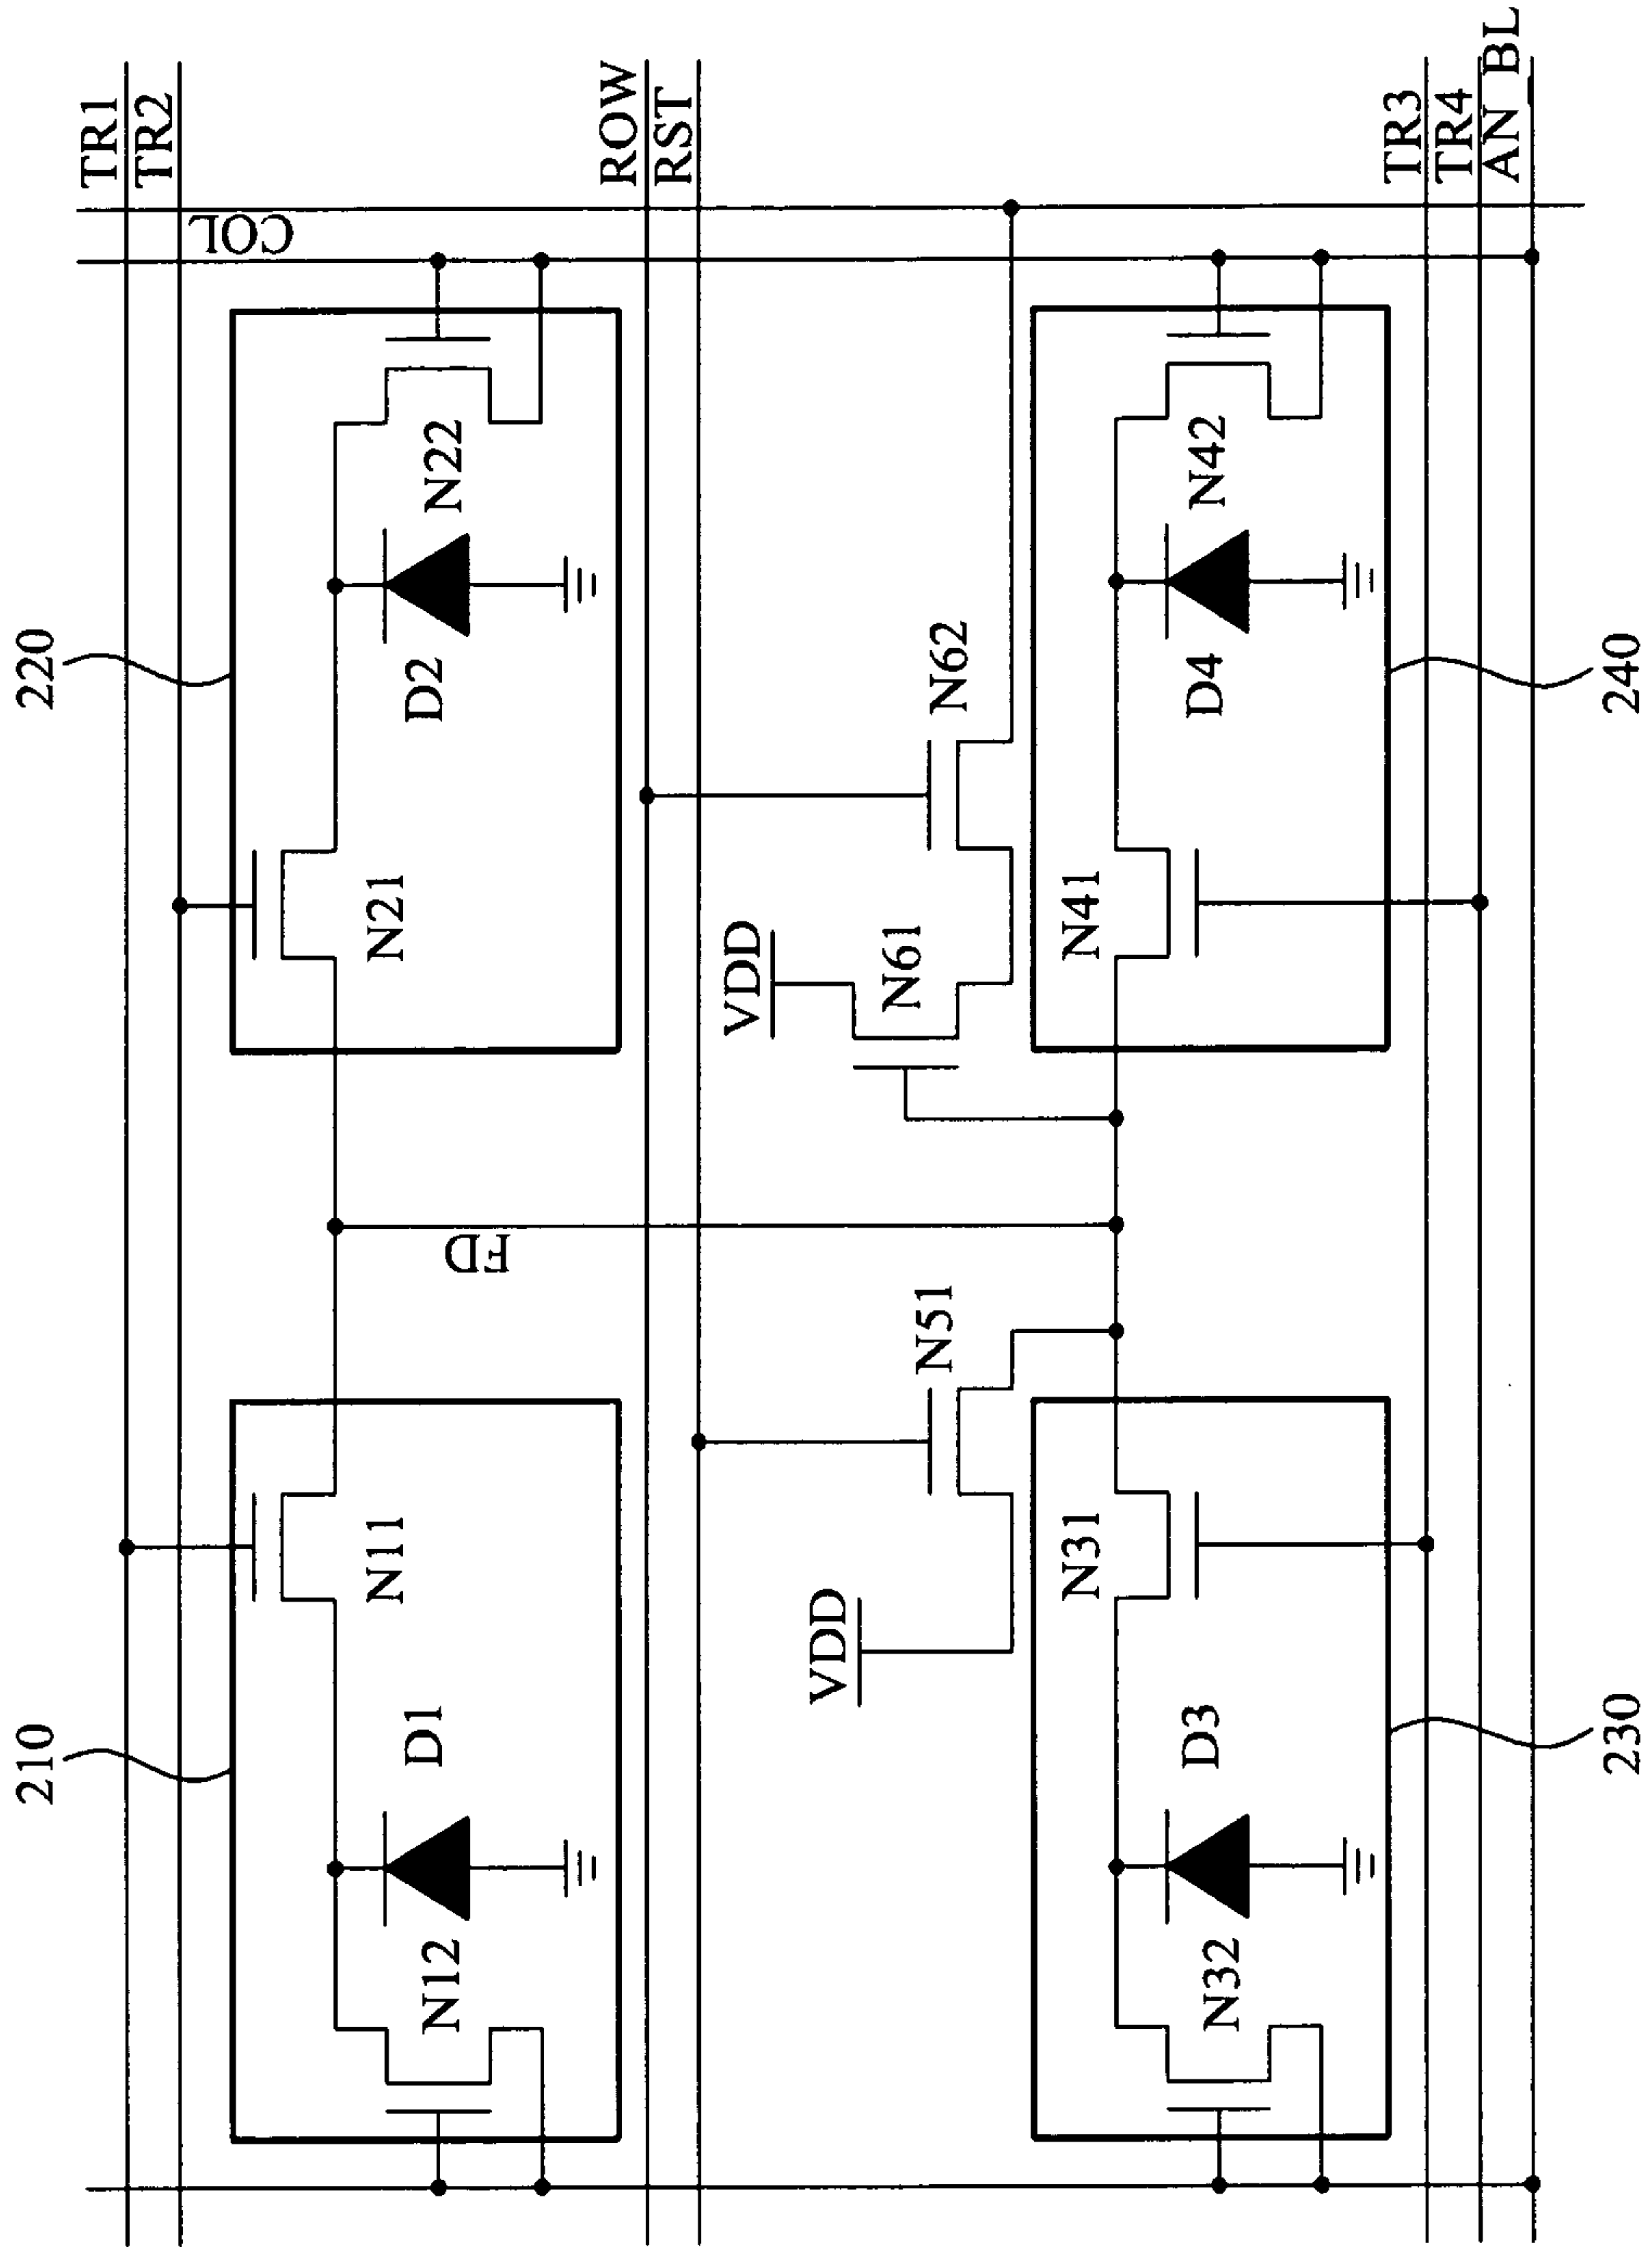 TR1
TR2
COL
ROW
RST
TR3
TR4
AN_BL
220
N22
D2
N21
VDD
N61
N62
N42
D4
N41
240
FD
210
N11
D1
N12
N51
VDD
N31
D3
N32
230